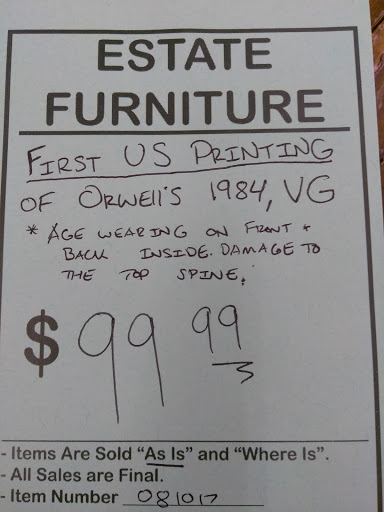 ESTATE
FURNITURE
FIRST US PRINTING
OF ORWEll'S 1984, VG
* AGE WEARING ON FRONT +
BACK INSIDE. DAMAGE TO
THE TOP SPINE.
$ 99 99
- Items Are Sold "As Is" and "Where Is".
- All Sales are Final.
- Item Number 081017